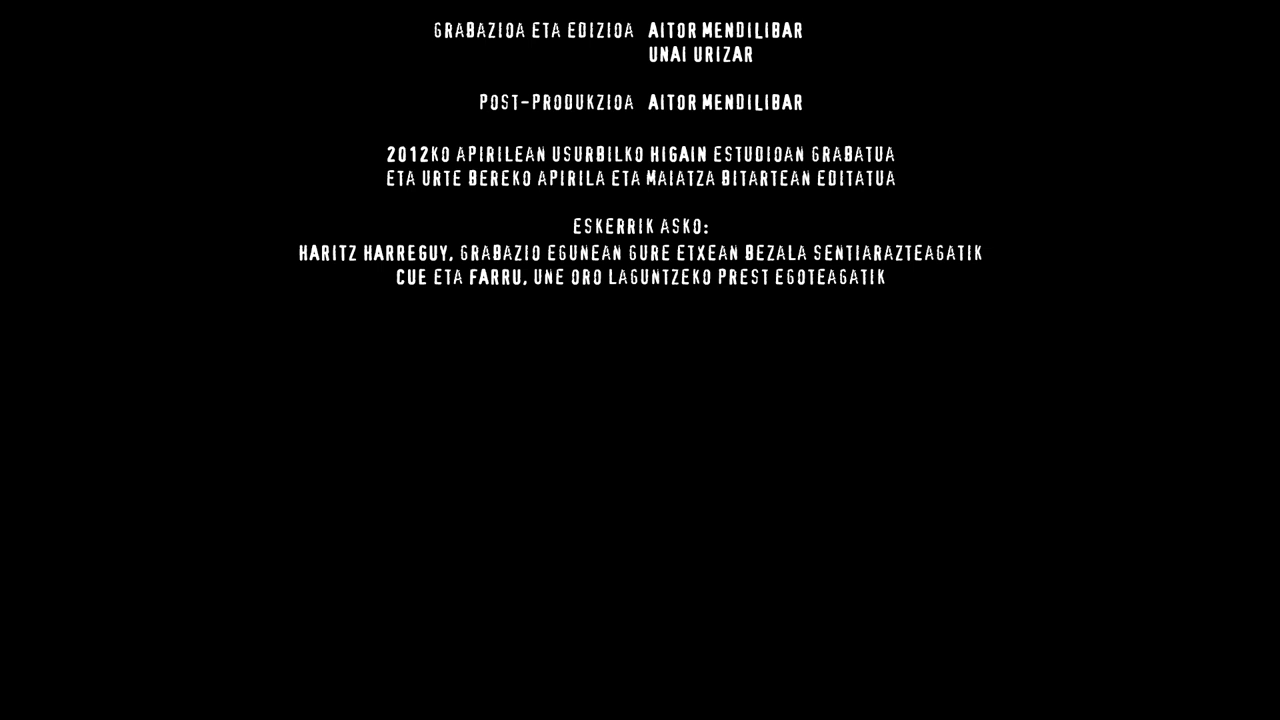 GRABAZIOA ETA EDIZIOA AITOR MENDILIBAR
UNAI URIZAR
POST-PRODUKZIOA AITOR MENDILIBAR
2012KO APIRILEAN USURBILKO HIGAIN ESTUDIOAN GRABATUA
ETA URTE BEREKO APIRILA ETA MAIATZA BITARTEAN EDITATUA
ESKERRIK ASKO:
HARITZ HARREGUY, GRABAZIO EGUNEAN GURE ETXEAN BEZALA SENTIARAZTEAGATIK
CUE ETA FARRU, UNE ORO LAGUNTZEKO PREST EGOTEAGATIK